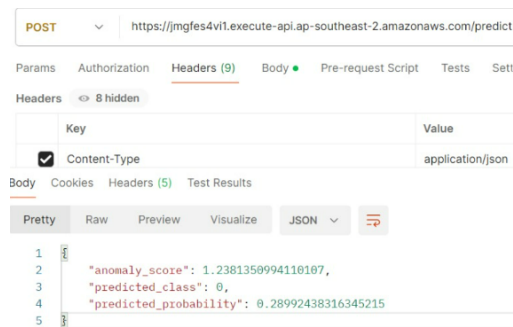 POST https://jmgfes4vi1.execute-api.ap-southeast-2.amazonaws.com/predict
Params Authorization Headers (9) Body Pre-request Script Tests Sett
Headers 8 hidden
Key Value
Content-Type application/json
Body Cookies Headers (5) Test Results
Pretty Raw Preview Visualize JSON
1 {
2 "anomaly_score": 1.2381350994110107,
3 "predicted_class": 0,
4 "predicted_probability": 0.28992438316345215
5 }